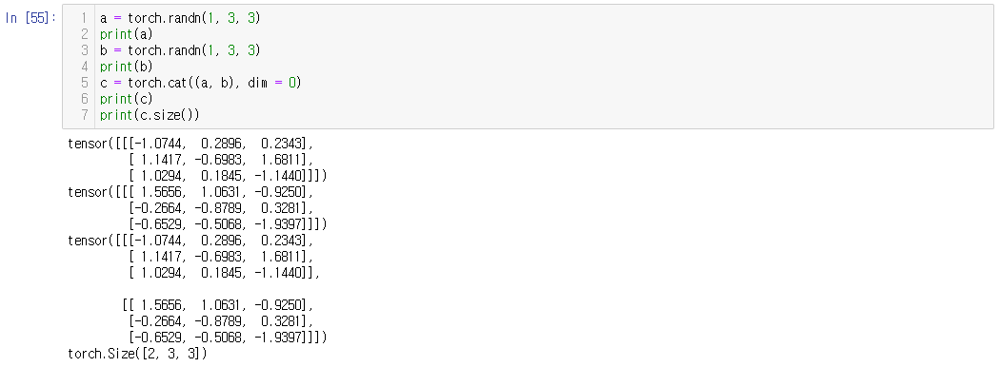 In [55]:
1 a = torch.randn(1, 3, 3)
2 print(a)
3 b = torch.randn(1, 3, 3)
4 print(b)
5 c = torch.cat((a, b), dim = 0)
6 print(c)
7 print(c.size())
tensor([[[-1.0744,  0.2896,  0.2343],
         [ 1.1417, -0.6983,  1.6811],
         [ 1.0294,  0.1845, -1.1440]]])
tensor([[[ 1.5656,  1.0631, -0.9250],
         [-0.2664, -0.8789,  0.3281],
         [-0.6529, -0.5068, -1.9397]]])
tensor([[[-1.0744,  0.2896,  0.2343],
         [ 1.1417, -0.6983,  1.6811],
         [ 1.0294,  0.1845, -1.1440]],
        [[ 1.5656,  1.0631, -0.9250],
         [-0.2664, -0.8789,  0.3281],
         [-0.6529, -0.5068, -1.9397]]])
torch.Size([2, 3, 3])